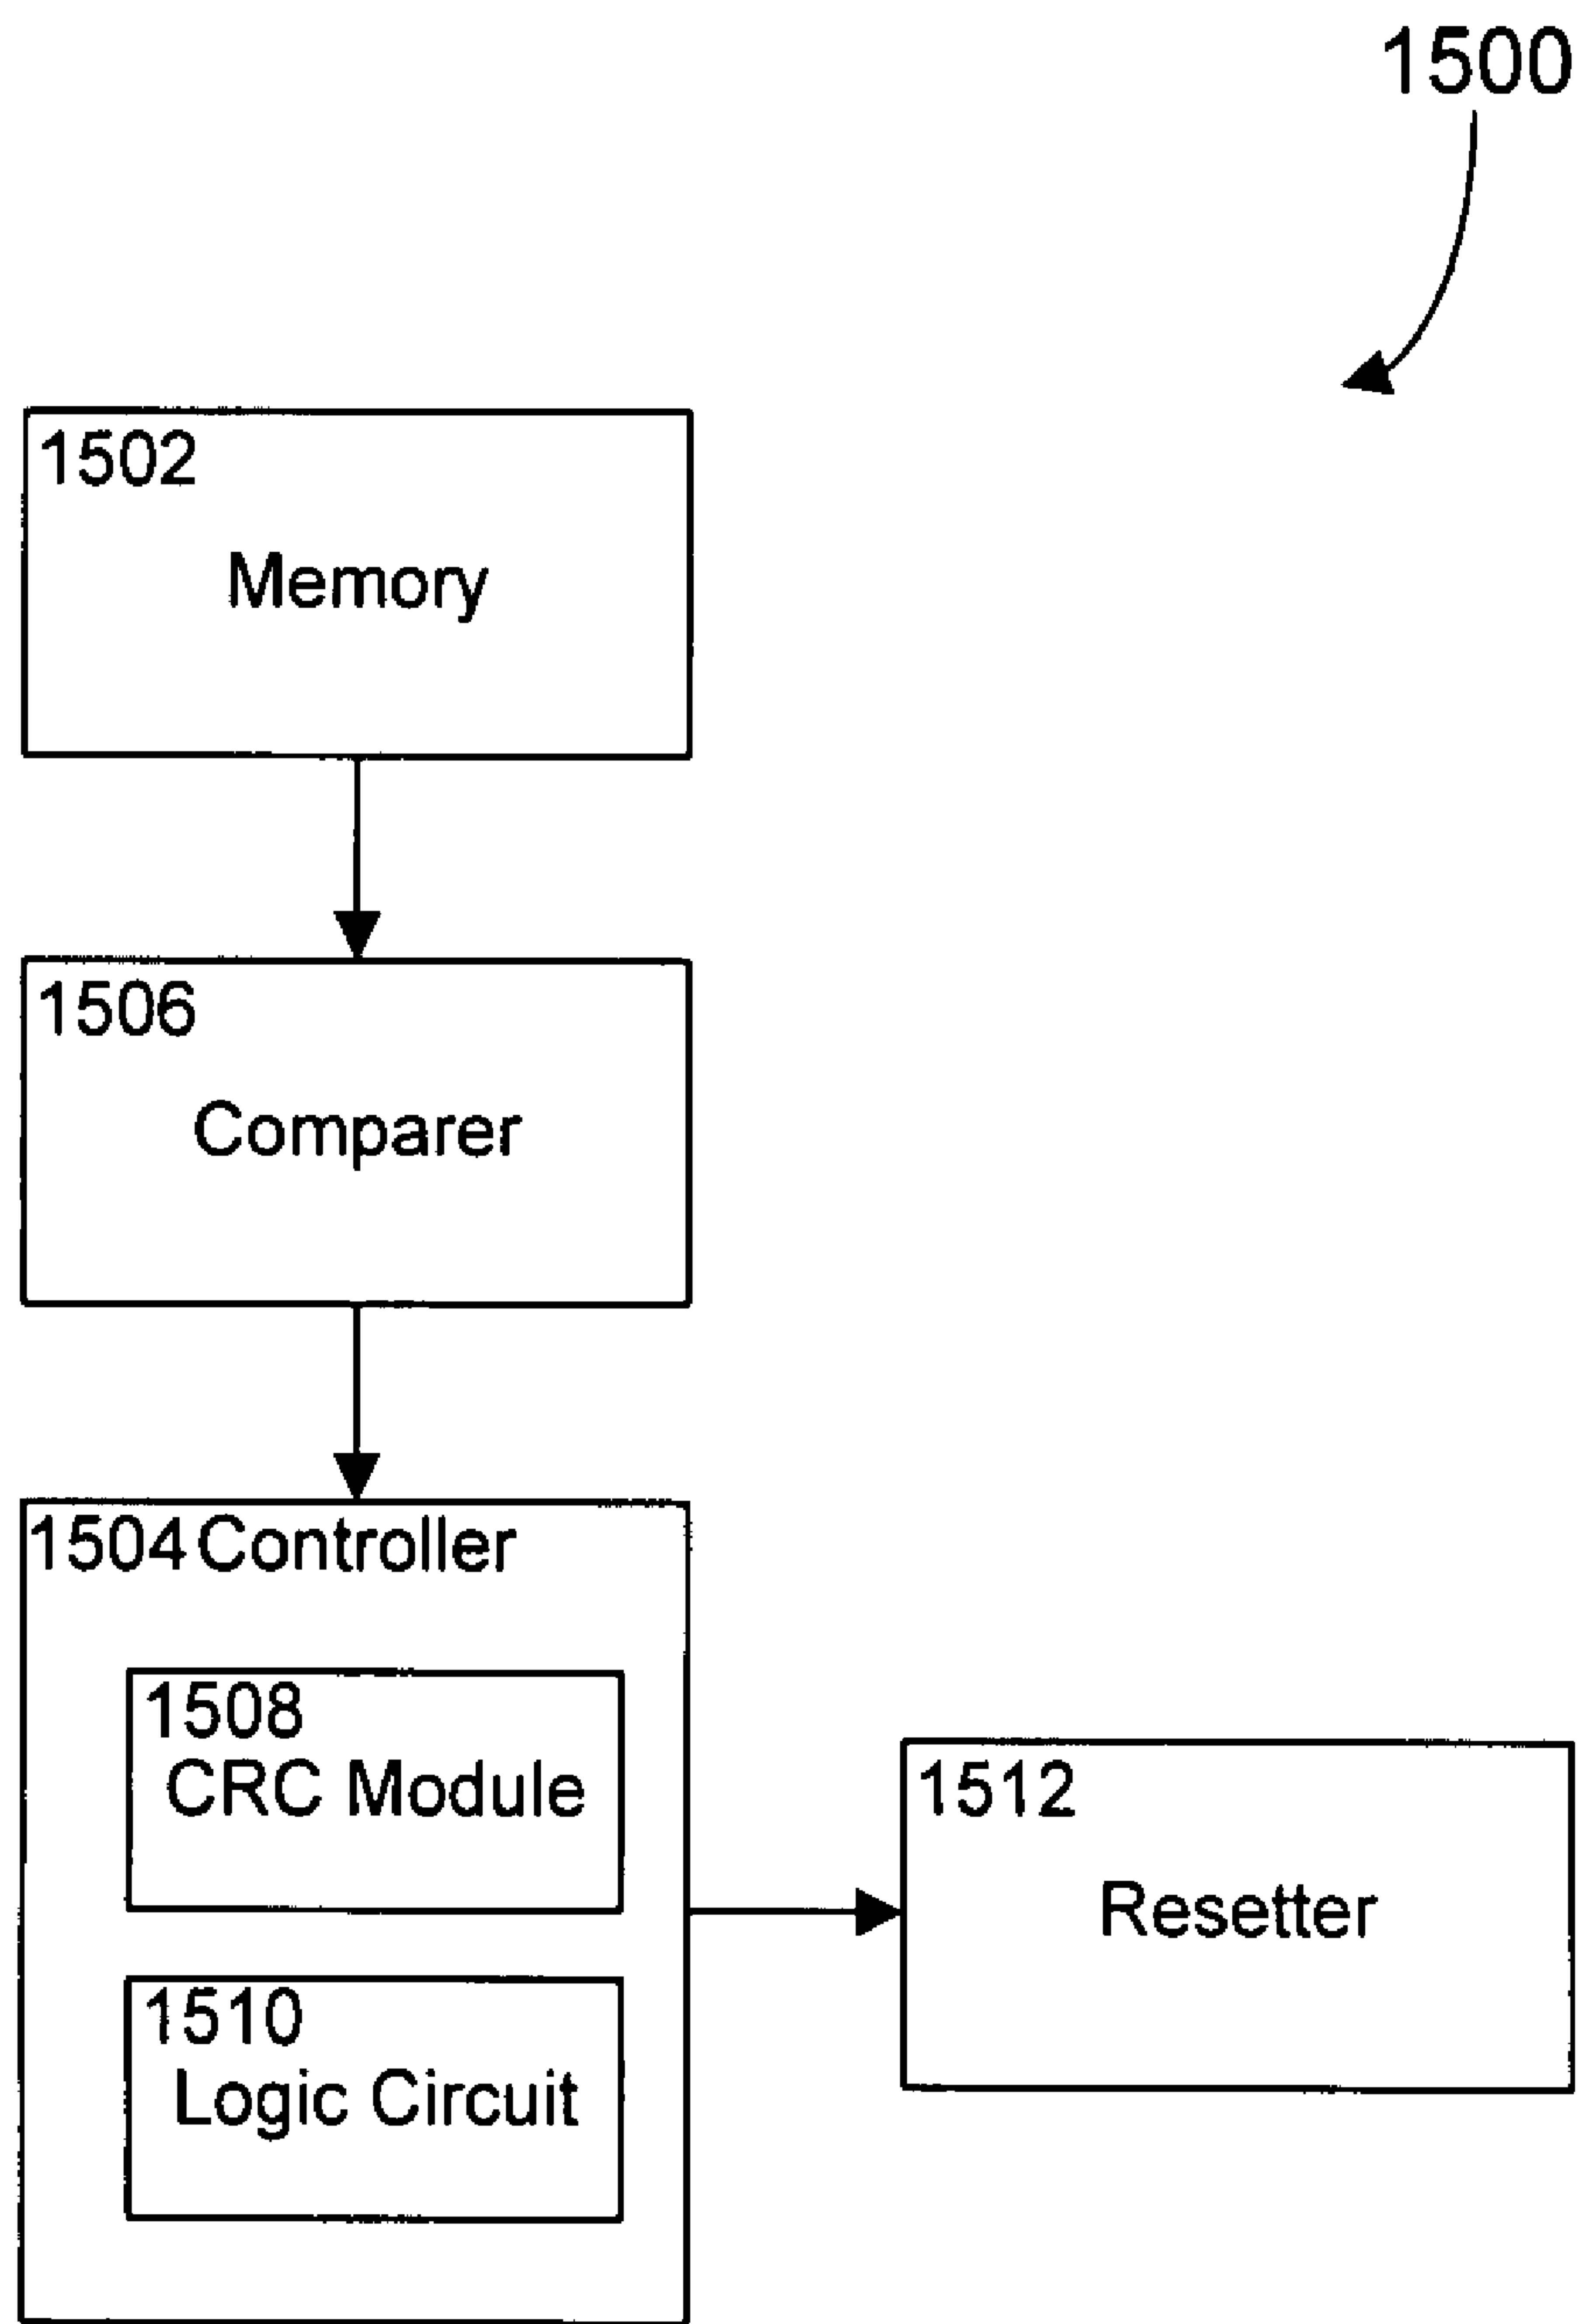 1500
1502
Memory
1506
Comparer
1504 Controller
1508
CRC Module
1510
Logic Circuit
1512
Resetter